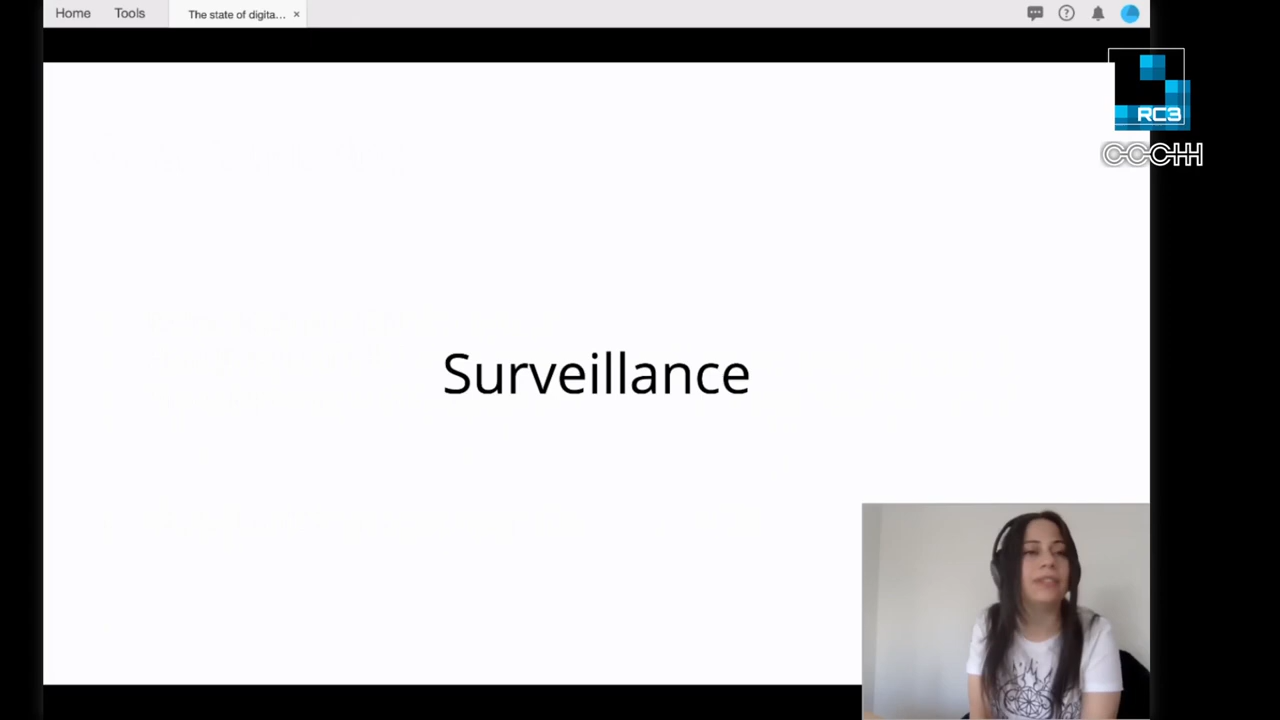 Home Tools The state of digita... ×
RC3
CCCHH
Surveillance